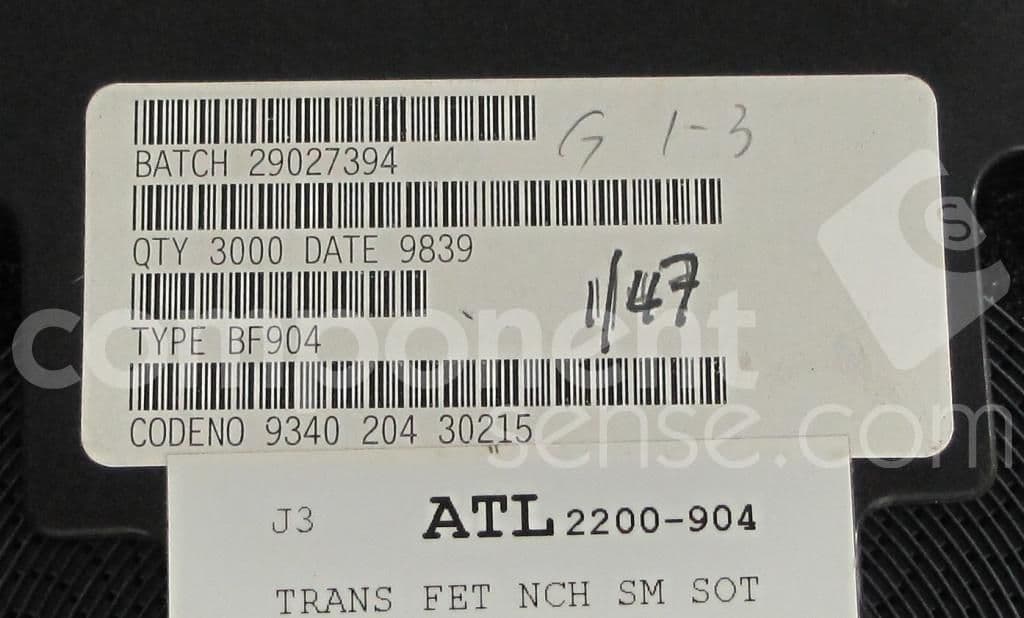 G 1-3
BATCH 29027394
QTY 3000 DATE 9839
11/47
TYPE BF904
CODENO 9340 204 30215
component
sense.com
J3 ATL 2200-904
TRANS FET NCH SM SOT